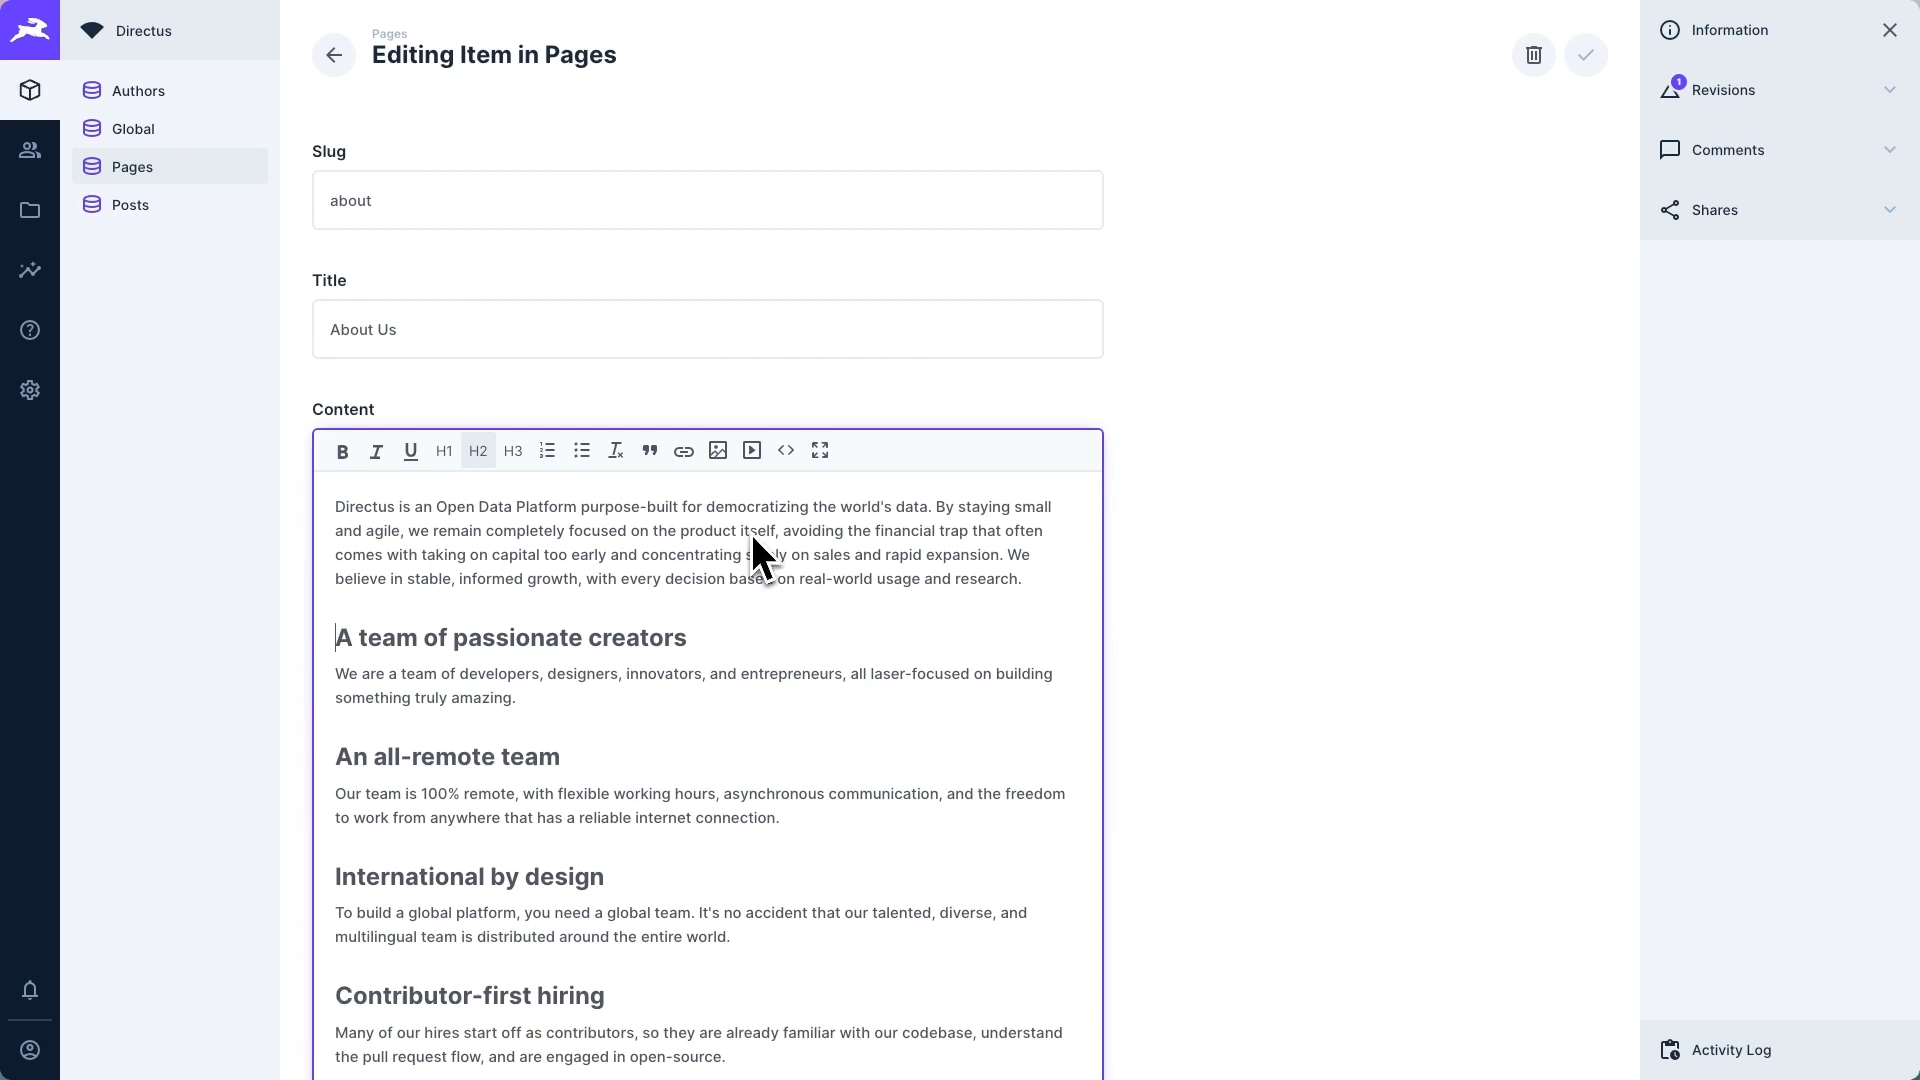 Directus
Authors
Global
Pages
Posts
Pages
Editing Item in Pages
Slug
about
Title
About Us
Content
B I U H1 H2 H3
Directus is an Open Data Platform purpose-built for democratizing the world's data. By staying small
and agile, we remain completely focused on the product itself, avoiding the financial trap that often
comes with taking on capital too early and concentrating on sales and rapid expansion. We
believe in stable, informed growth, with every decision on real-world usage and research.
A team of passionate creators
We are a team of developers, designers, innovators, and entrepreneurs, all laser-focused on building
something truly amazing.
An all-remote team
Our team is 100% remote, with flexible working hours, asynchronous communication, and the freedom
to work from anywhere that has a reliable internet connection.
International by design
To build a global platform, you need a global team. It's no accident that our talented, diverse, and
multilingual team is distributed around the entire world.
Contributor-first hiring
Many of our hires start off as contributors, so they are already familiar with our codebase, understand
the pull request flow, and are engaged in open-source.
Information
1
Revisions
Comments
Shares
Activity Log